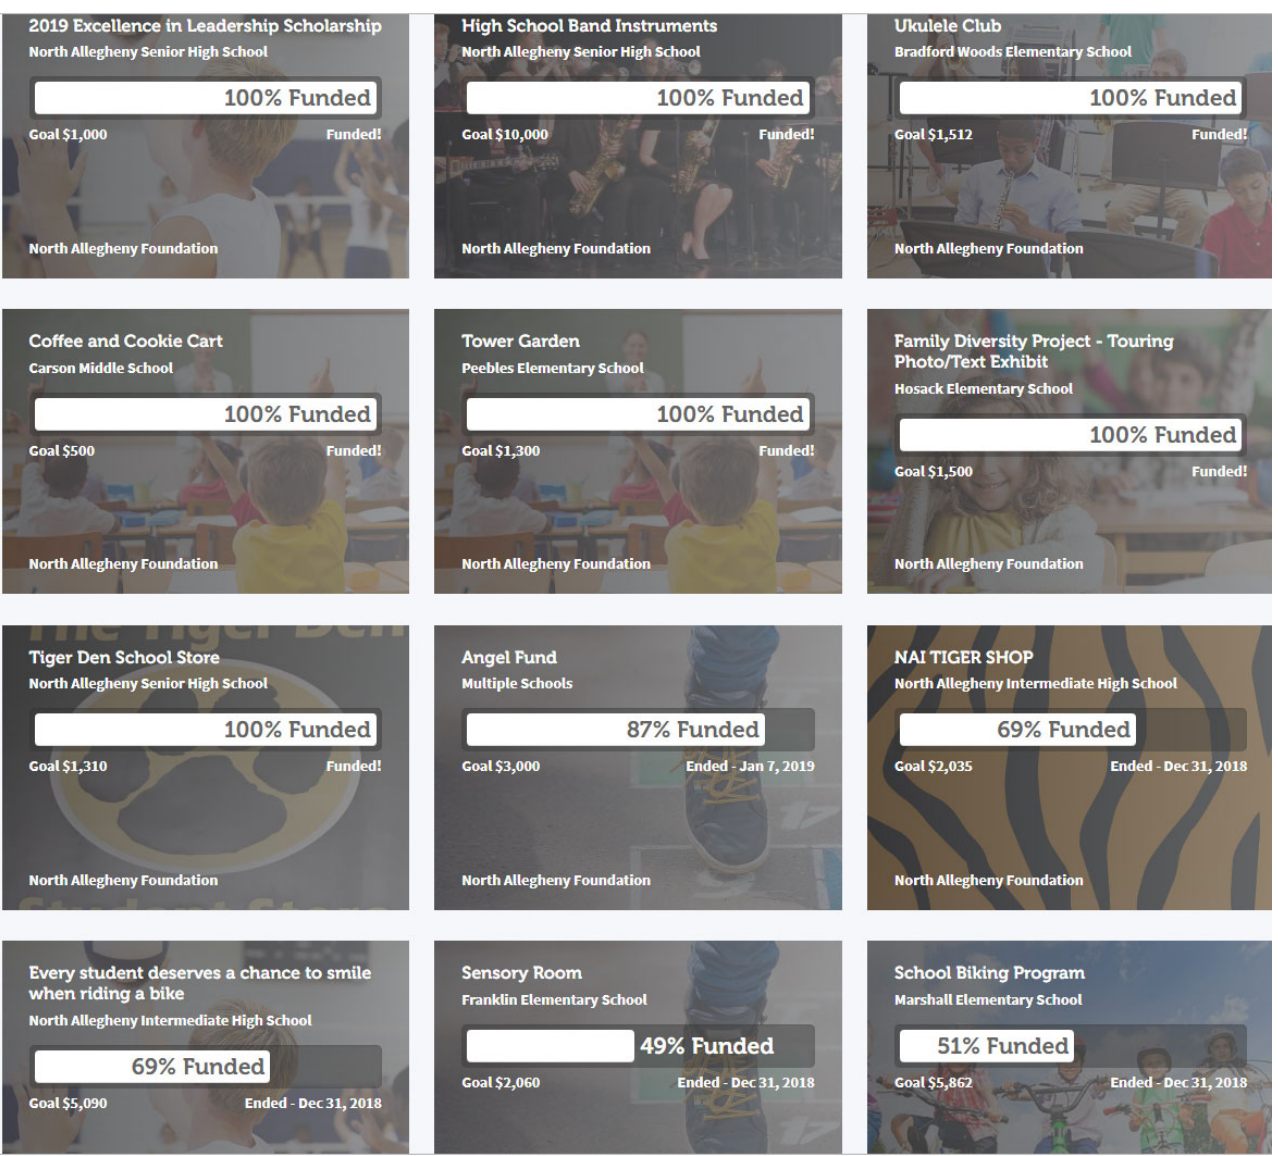 2019 Excellence in Leadership Scholarship
North Allegheny Senior High School
100% Funded
Goal $1,000 Funded!
North Allegheny Foundation
High School Band Instruments
North Allegheny Senior High School
100% Funded
Goal $10,000 Funded!
North Allegheny Foundation
Ukulele Club
Bradford Woods Elementary School
100% Funded
Goal $1,512 Funded!
North Allegheny Foundation
Coffee and Cookie Cart
Carson Middle School
100% Funded
Goal $500 Funded!
North Allegheny Foundation
Tower Garden
Peebles Elementary School
100% Funded
Goal $1,300 Funded!
North Allegheny Foundation
Family Diversity Project - Touring
Photo/Text Exhibit
Hosack Elementary School
100% Funded
Goal $1,500 Funded!
North Allegheny Foundation
The Tiger Den
Tiger Den School Store
North Allegheny Senior High School
100% Funded
Goal $1,310 Funded!
North Allegheny Foundation
Student Store
Angel Fund
Multiple Schools
87% Funded
Goal $3,000 Ended - Jan 7, 2019
North Allegheny Foundation
NAI TIGER SHOP
North Allegheny Intermediate High School
69% Funded
Goal $2,035 Ended - Dec 31, 2018
North Allegheny Foundation
Every student deserves a chance to smile
when riding a bike
North Allegheny Intermediate High School
69% Funded
Goal $5,090 Ended - Dec 31, 2018
Sensory Room
Franklin Elementary School
49% Funded
Goal $2,060 Ended - Dec 31, 2018
School Biking Program
Marshall Elementary School
51% Funded
Goal $5,862 Ended - Dec 31, 2018